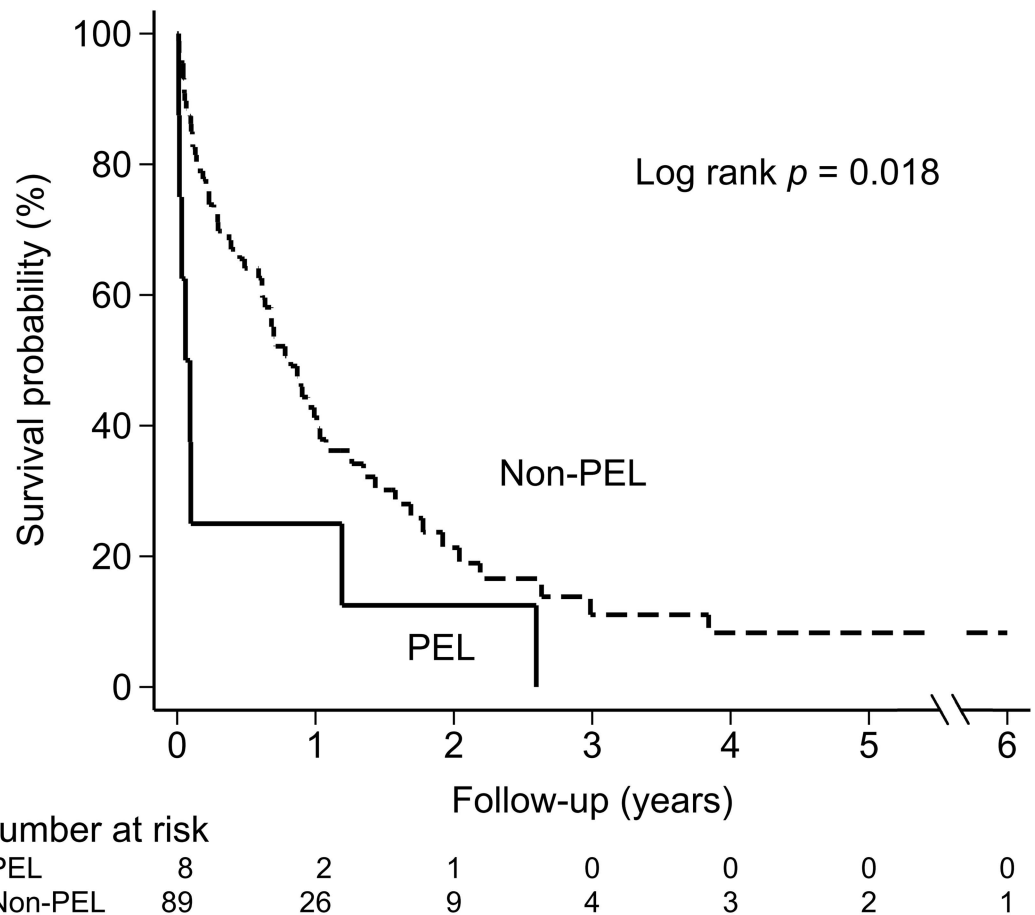 100
80
60
40
20
0
Survival probability (%)
Log rank p = 0.018
Non-PEL
PEL
0 1 2 3 4 5 6
Follow-up (years)
umber at risk
PEL 8 2 1 0 0 0 0
Non-PEL 89 26 9 4 3 2 1